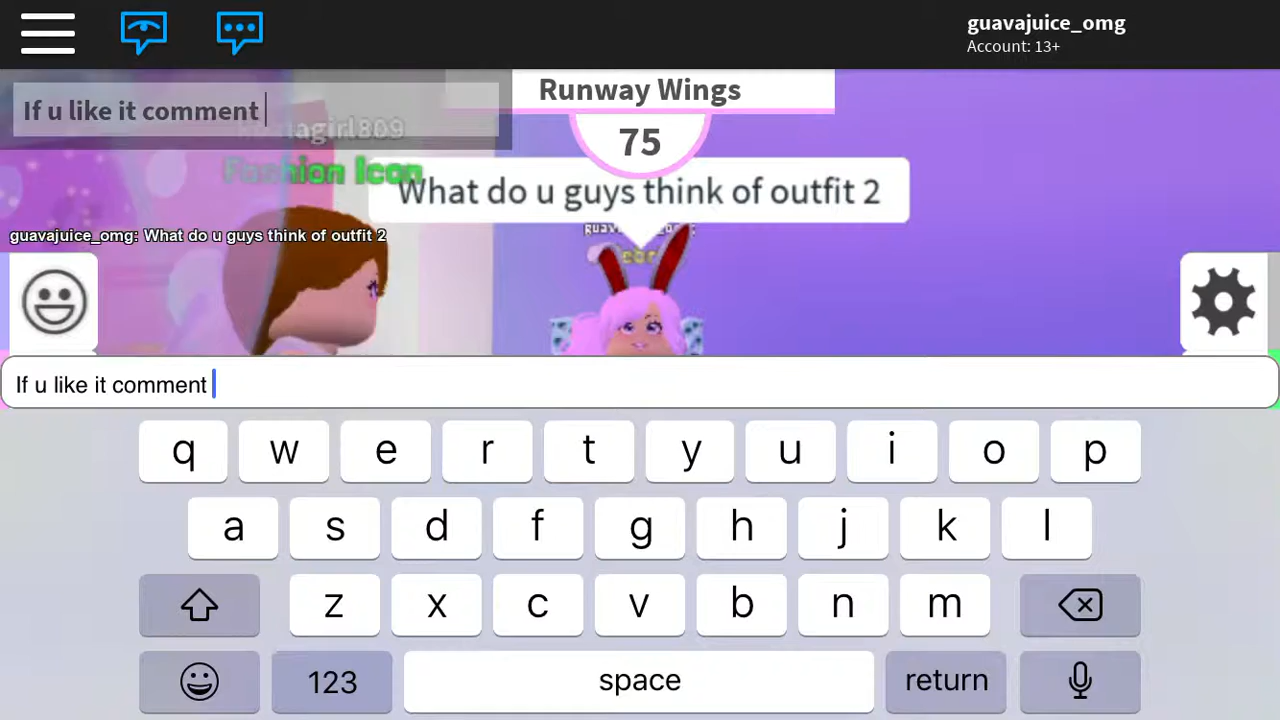 guavajuice_omg
Account: 13+
Runway Wings
If u like it comment
75
Fashion Icon
What do u guys think of outfit 2
guavajuice_omg: What do u guys think of outfit 2
If u like it comment
q w e r t y u i o p
a s d f g h j k l
z x c v b n m
123 space return